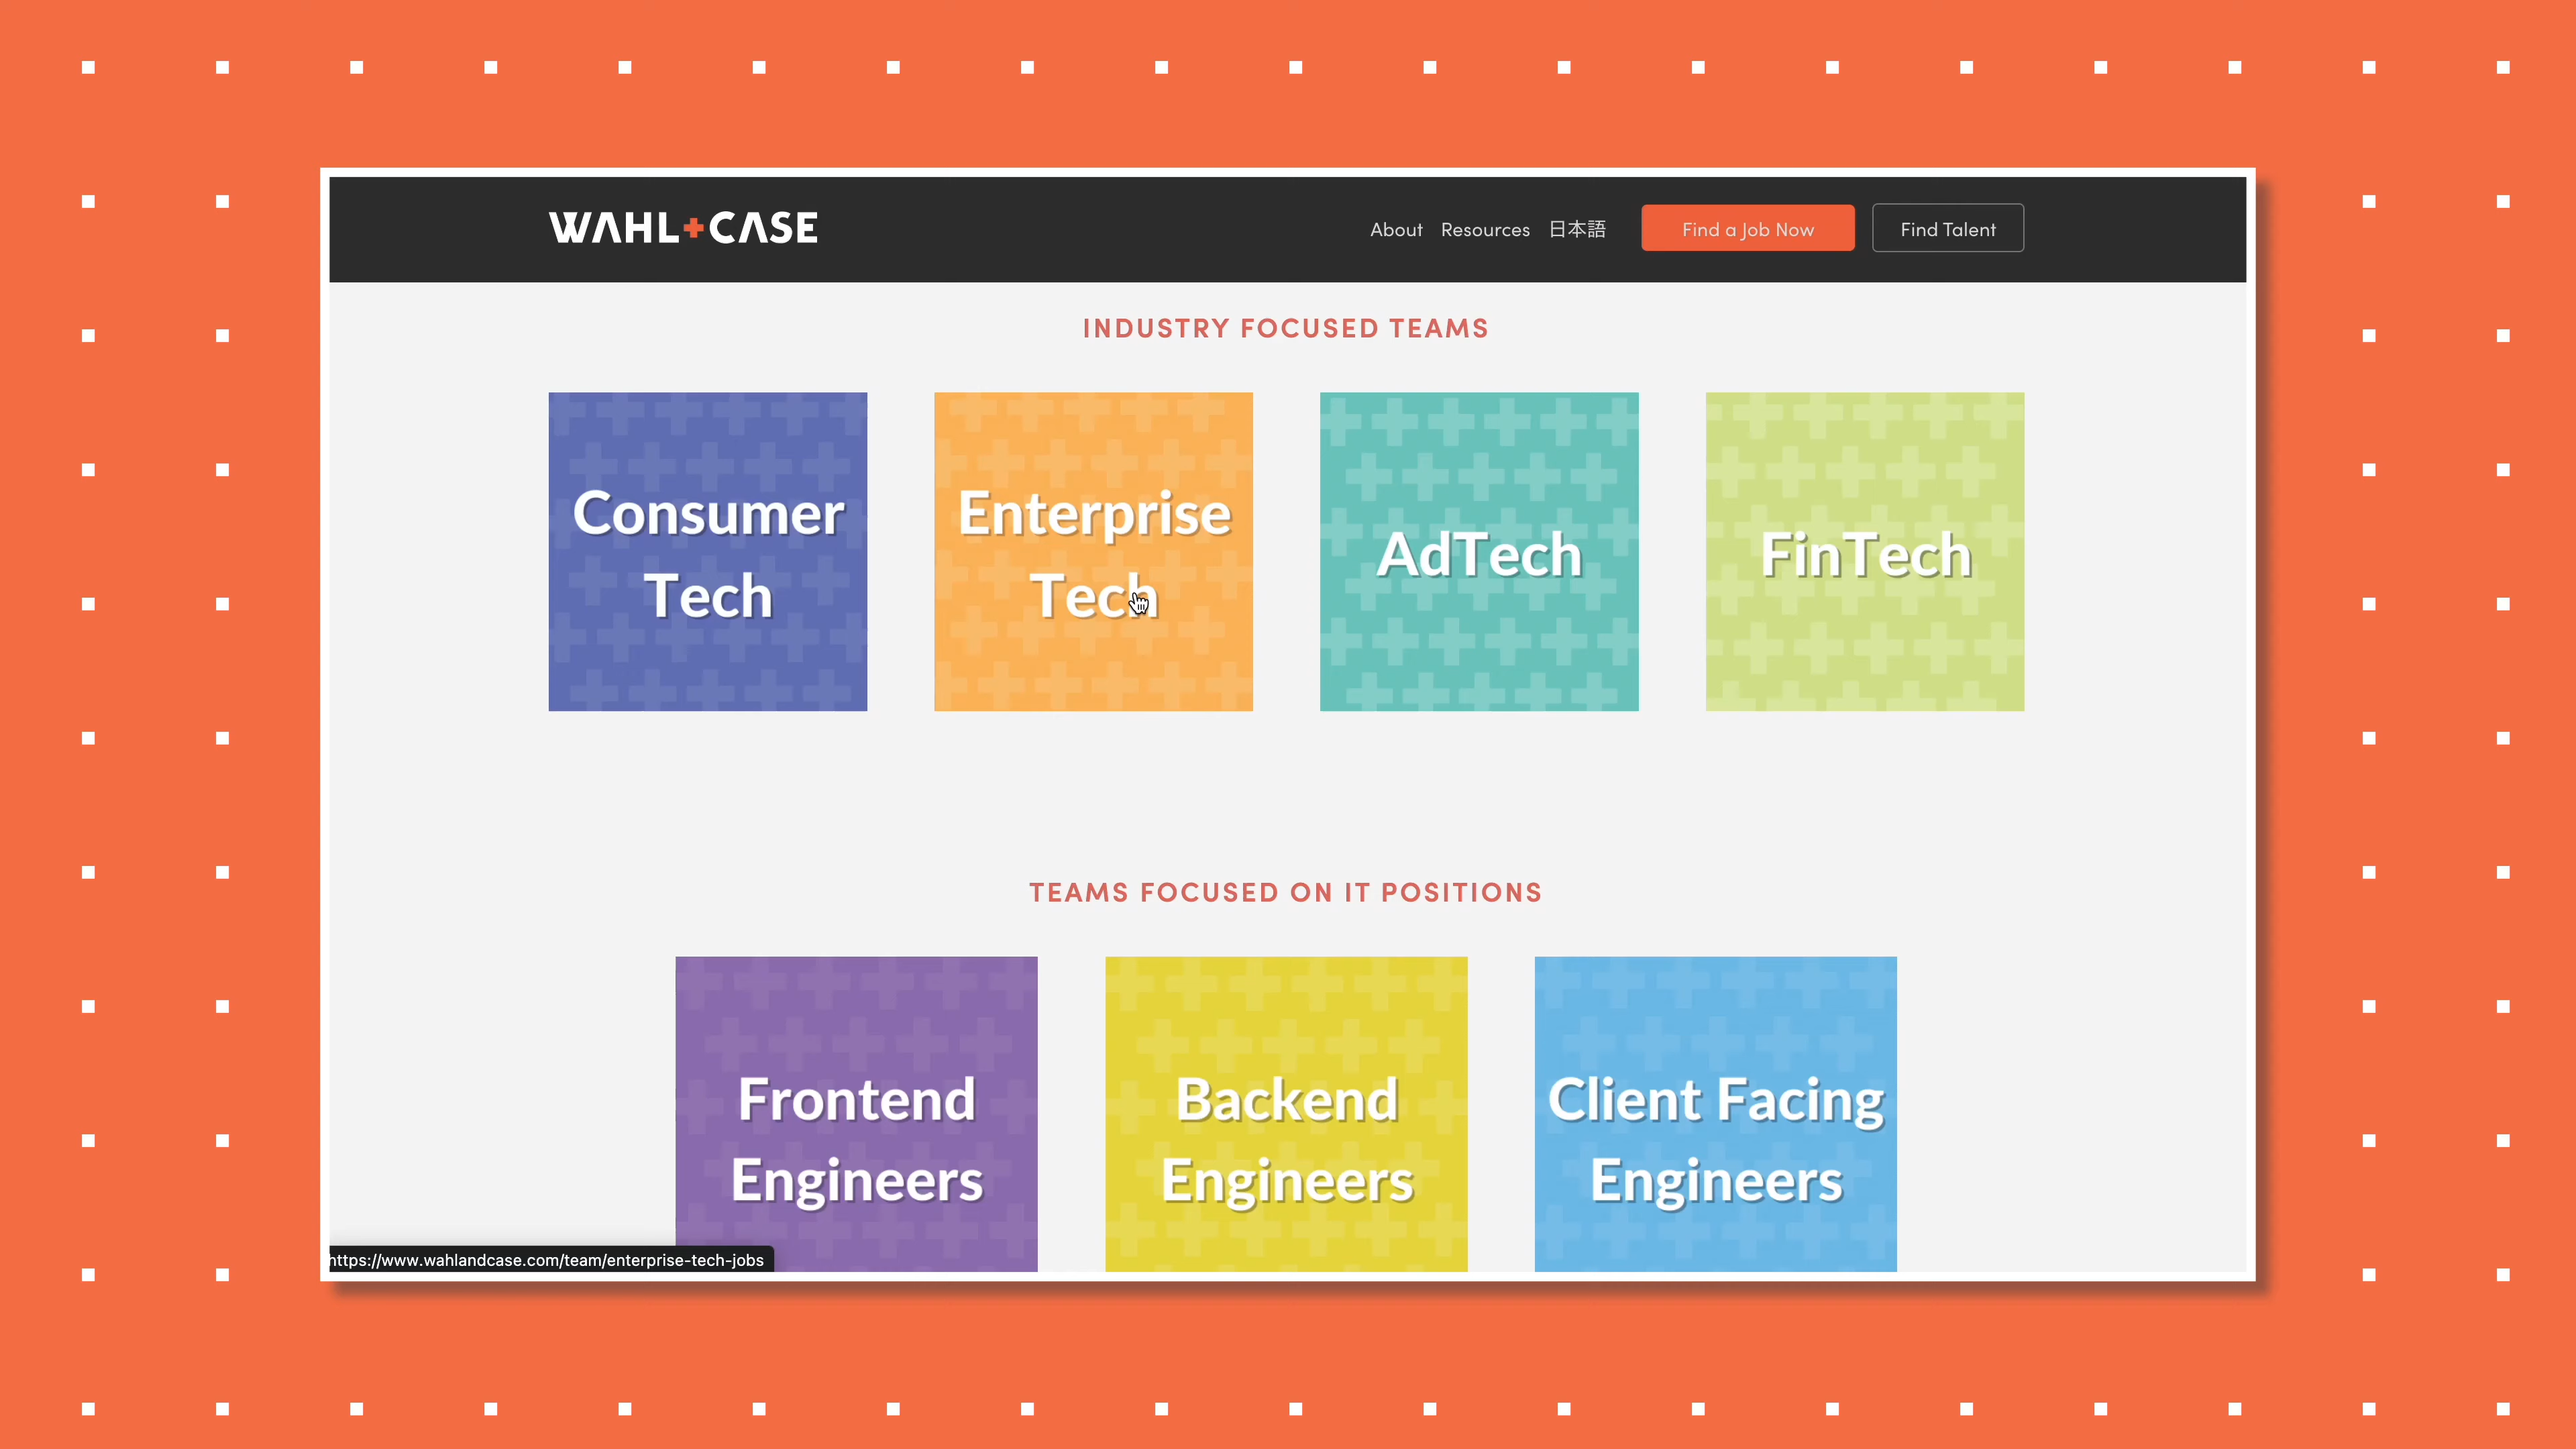 WAHL+CASE
About Resources 日本語 Find a Job Now Find Talent
INDUSTRY FOCUSED TEAMS
Consumer
Tech
Enterprise
Tech
AdTech
FinTech
TEAMS FOCUSED ON IT POSITIONS
Frontend
Engineers
Backend
Engineers
Client Facing
Engineers
https://www.wahlandcase.com/team/enterprise-tech-jobs